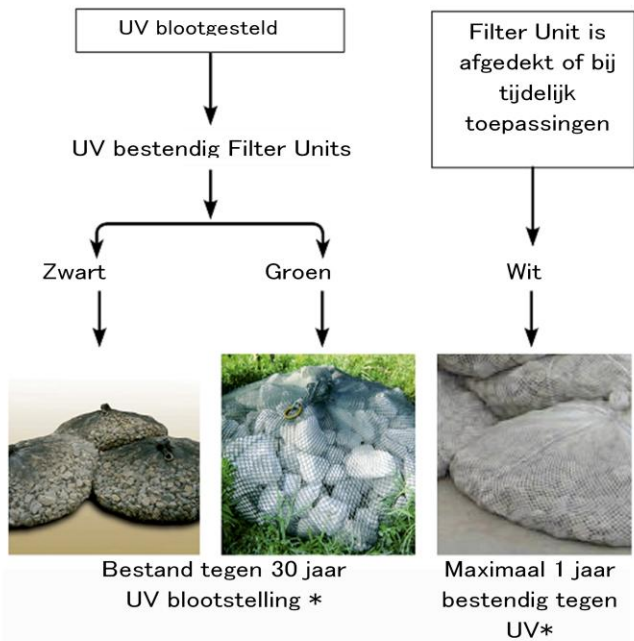 UV blootgesteld
Filter Unit is
afgedekt of bij
tijdelijk
toepassingen
UV bestendig Filter Units
Zwart
Groen
Wit
Bestand tegen 30 jaar
UV blootstelling *
Maximaal 1 jaar
bestendig tegen
UV*